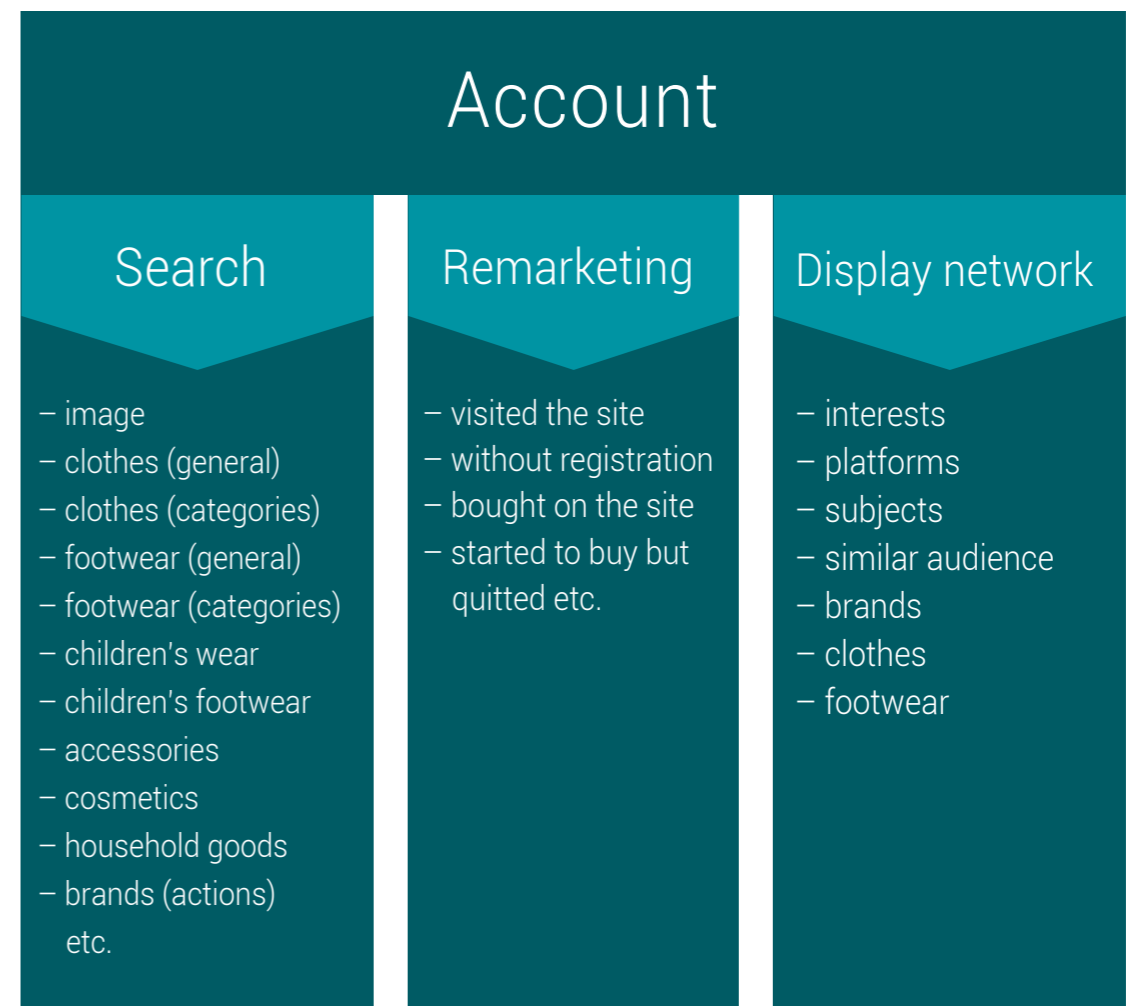 Account
Search
– image
– clothes (general)
– clothes (categories)
– footwear (general)
– footwear (categories)
– children's wear
– children's footwear
– accessories
– cosmetics
– household goods
– brands (actions)
etc.
Remarketing
– visited the site
– without registration
– bought on the site
– started to buy but
quitted etc.
Display network
– interests
– platforms
– subjects
– similar audience
– brands
– clothes
– footwear